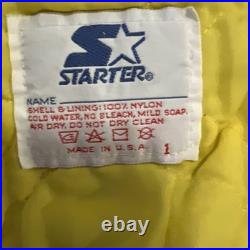 STARTER®
NAME
SHELL & LINING: 100% NYLON
COLD WATER, NO BLEACH, MILD SOAP.
AIR DRY, DO NOT DRY CLEAN
MADE IN U.S.A. 1